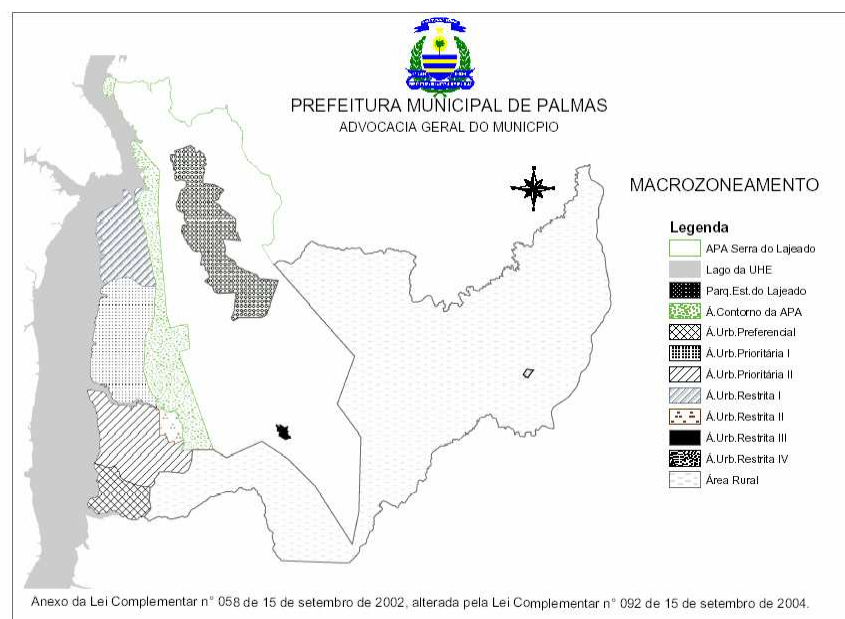 PREFEITURA MUNICIPAL DE PALMAS
ADVOCACIA GERAL DO MUNICPIO
MACROZONEAMENTO
Legenda
APA Serra do Lajeado
Lago da UHE
Parq.Est.do Lajeado
Á.Contorno da APA
Á.Urb.Preferencial
Á.Urb.Prioritária I
Á.Urb.Prioritária II
Á.Urb.Restrita I
Á.Urb.Restrita II
Á.Urb.Restrita III
Á.Urb.Restrita IV
Área Rural
Anexo da Lei Complementar n° 058 de 15 de setembro de 2002, alterada pela Lei Complementar n° 092 de 15 de setembro de 2004.